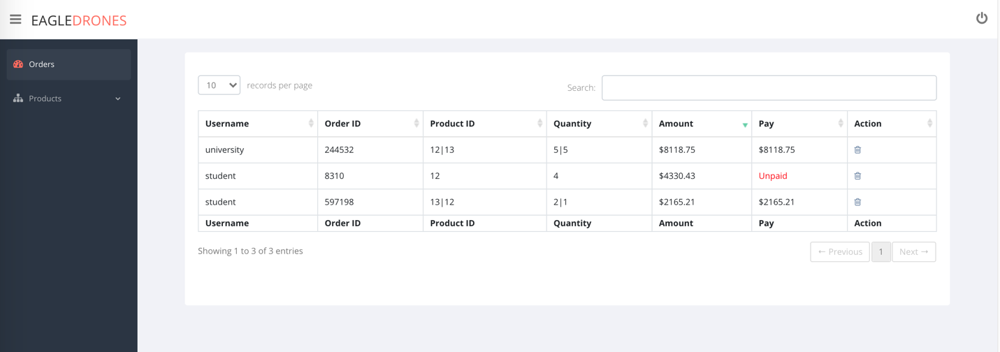 EAGLEDRONES
Orders
Products
10 records per page
Search:
Username Order ID Product ID Quantity Amount Pay Action
university 244532 12|13 5|5 $8118.75 $8118.75
student 8310 12 4 $4330.43 Unpaid
student 597198 13|12 2|1 $2165.21 $2165.21
Username Order ID Product ID Quantity Amount Pay Action
Showing 1 to 3 of 3 entries
← Previous 1 Next →